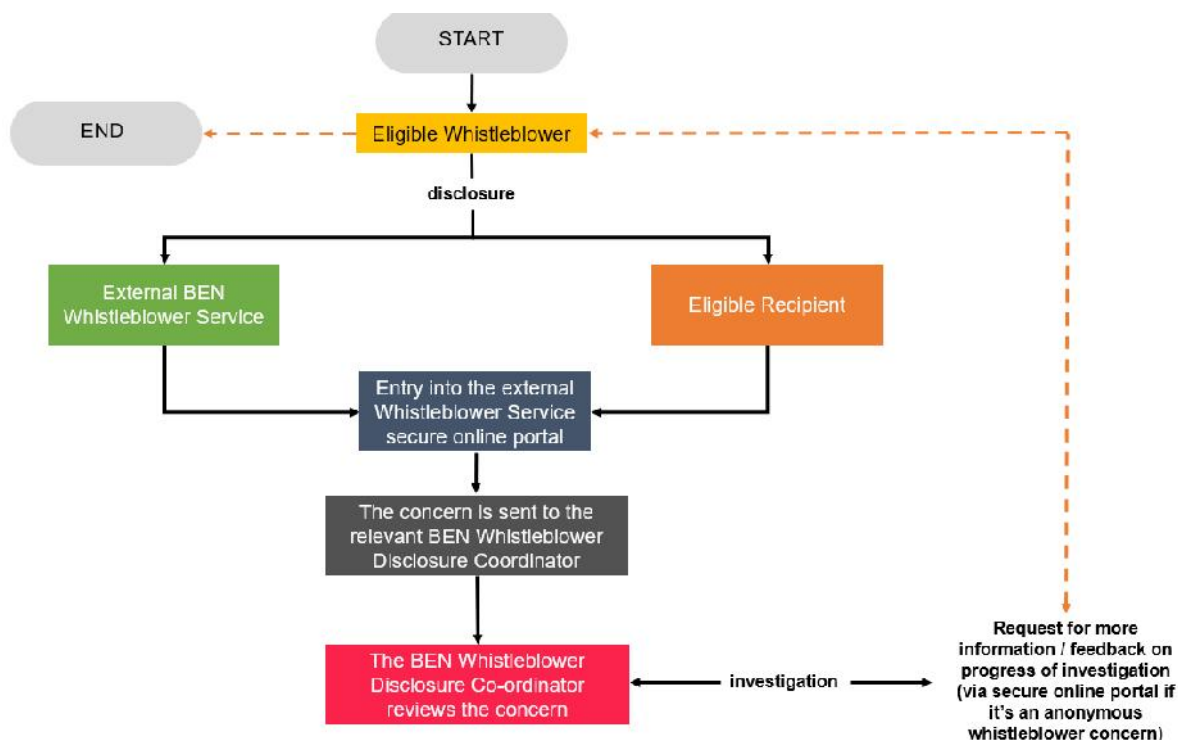 START
END
Eligible Whistleblower
disclosure
External BEN
Whistleblower Service
Eligible Recipient
Entry into the external
Whistleblower Service
secure online portal
The concern is sent to the
relevant BEN Whistleblower
Disclosure Coordinator
The BEN Whistleblower
Disclosure Co-ordinator
reviews the concern
investigation
Request for more
information / feedback on
progress of investigation
(via secure online portal if
it's an anonymous
whistleblower concern)